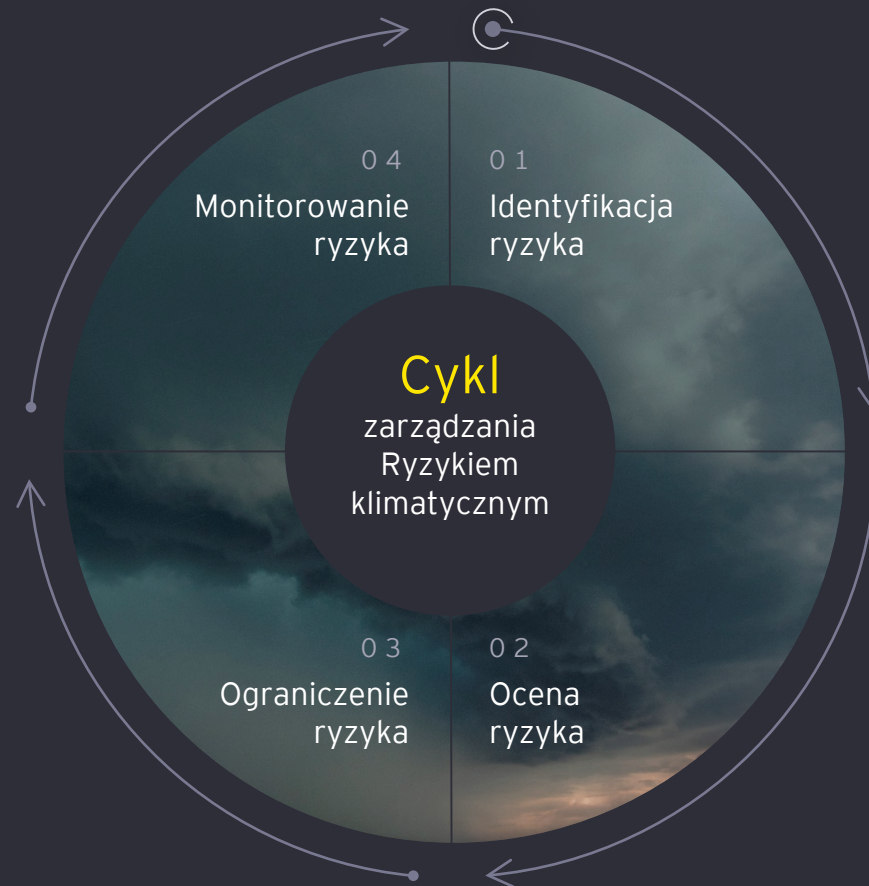 Cykl
zarządzania
Ryzykiem
klimatycznym
01
Identyfikacja
ryzyka
02
Ocena
ryzyka
03
Ograniczenie
ryzyka
04
Monitorowanie
ryzyka